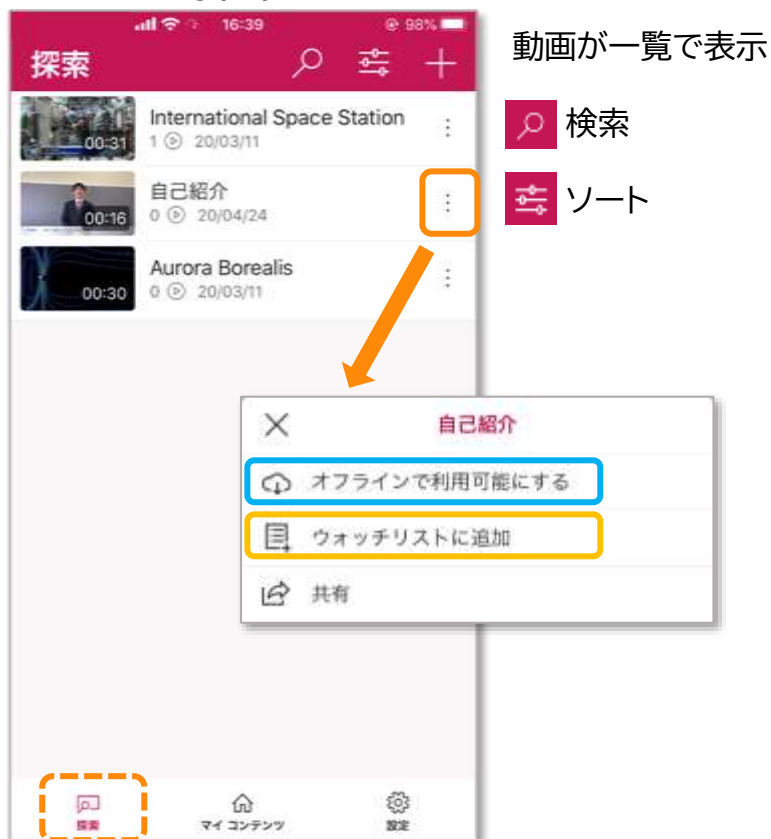 16:39
98%
探索
動画が一覧で表示
検索
ソート
International Space Station
1 20/03/11
00:31
自己紹介
0 20/04/24
00:16
Aurora Borealis
0 20/03/11
00:30
自己紹介
オフラインで利用可能にする
ウォッチリストに追加
共有
探索
マイ コンテンツ
設定